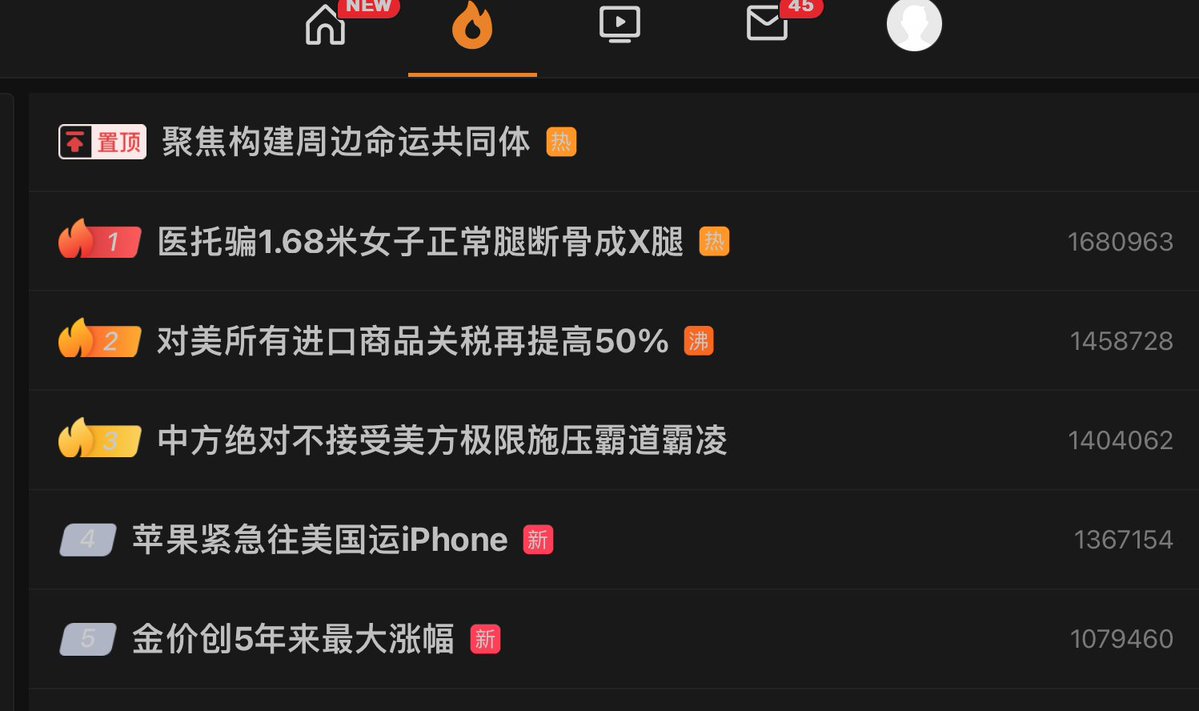 NEW
45
置顶 聚焦构建周边命运共同体 热
1 医托骗1.68米女子正常腿断骨成X腿 热 1680963
2 对美所有进口商品关税再提高50% 沸 1458728
3 中方绝对不接受美方极限施压霸道霸凌 1404062
4 苹果紧急往美国运iPhone 新 1367154
5 金价创5年来最大涨幅 新 1079460